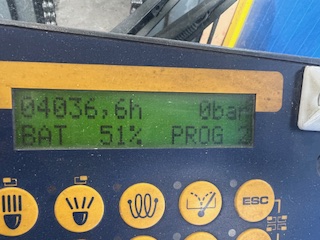 04036,6h 0bar
BAT 51% PROG 2
ESC